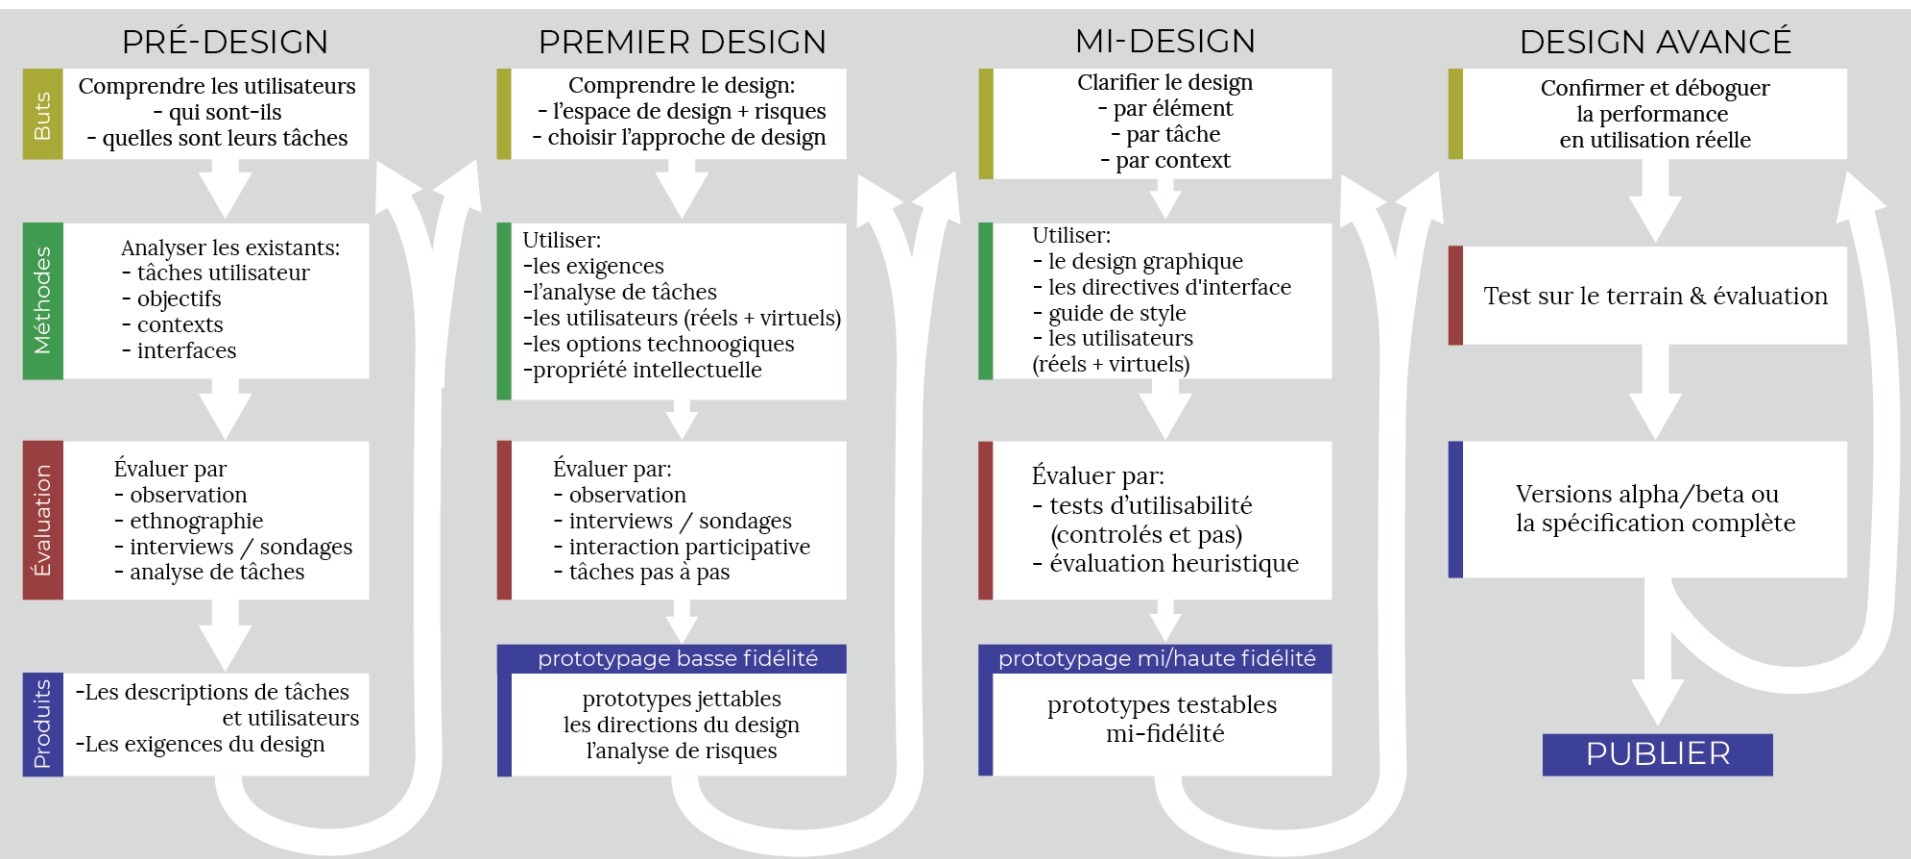 PRÉ-DESIGN
Buts
Comprendre les utilisateurs
- qui sont-ils
- quelles sont leurs tâches
Méthodes
Analyser les existants:
- tâches utilisateur
- objectifs
- contexts
- interfaces
Évaluation
Évaluer par
- observation
- ethnographie
- interviews / sondages
- analyse de tâches
Produits
-Les descriptions de tâches
et utilisateurs
-Les exigences du design
PREMIER DESIGN
Comprendre le design:
- l'espace de design + risques
- choisir l'approche de design
Utiliser:
-les exigences
-l'analyse de tâches
-les utilisateurs (réels + virtuels)
-les options technoogiques
-propriété intellectuelle
Évaluer par:
- observation
- interviews / sondages
- interaction participative
- tâches pas à pas
prototypage basse fidélité
prototypes jettables
les directions du design
l'analyse de risques
MI-DESIGN
Clarifier le design
- par élément
- par tâche
- par context
Utiliser:
- le design graphique
- les directives d'interface
- guide de style
- les utilisateurs
(réels + virtuels)
Évaluer par:
- tests d'utilisabilité
(controlés et pas)
- évaluation heuristique
prototypage mi/haute fidélité
prototypes testables
mi-fidélité
DESIGN AVANCÉ
Confirmer et déboguer
la performance
en utilisation réelle
Test sur le terrain & évaluation
Versions alpha/beta ou
la spécification complète
PUBLIER